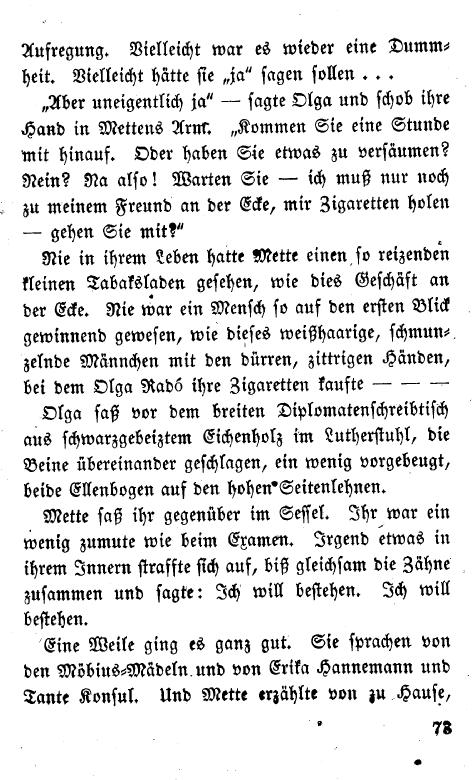 Aufregung. Vielleicht war es wieder eine Dumm-
heit. Vielleicht hätte sie „ja“ sagen sollen . . .
„Aber uneigentlich ja“ — sagte Olga und schob ihre
Hand in Mettens Arm. „Kommen Sie eine Stunde
mit hinauf. Oder haben Sie etwas zu versäumen?
Nein? Na also! Warten Sie — ich muß nur noch
zu meinem Freund an der Ecke, mir Zigaretten holen
— gehen Sie mit?“
Nie in ihrem Leben hatte Mette einen so reizenden
kleinen Tabaksladen gesehen, wie dies Geschäft an
der Ecke. Nie war ein Mensch so auf den ersten Blick
gewinnend gewesen, wie dieses weißhaarige, schmun-
zelnde Männchen mit den dürren, zittrigen Händen,
bei dem Olga Radó ihre Zigaretten kaufte — — —
Olga saß vor dem breiten Diplomatenschreibtisch
aus schwarzgebeiztem Eichenholz im Lutherstuhl, die
Beine übereinander geschlagen, ein wenig vorgebeugt,
beide Ellenbogen auf den hohen Seitenlehnen.
Mette saß ihr gegenüber im Sessel. Ihr war ein
wenig zumute wie beim Examen. Irgend etwas in
ihrem Innern straffte sich auf, biß gleichsam die Zähne
zusammen und sagte: Ich will bestehen. Ich will
bestehen.
Eine Weile ging es ganz gut. Sie sprachen von
den Möbius-Mädeln und von Erika Hannemann und
Tante Konsul. Und Mette erzählte von zu Hause,
73